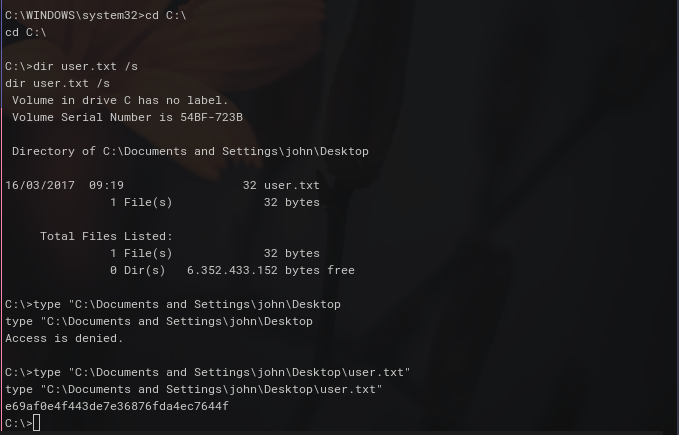 C:\WINDOWS\system32>cd C:\
cd C:\
C:\>dir user.txt /s
dir user.txt /s
Volume in drive C has no label.
Volume Serial Number is 54BF-723B
Directory of C:\Documents and Settings\john\Desktop
16/03/2017  09:19                 32 user.txt
1 File(s)             32 bytes
Total Files Listed:
1 File(s)             32 bytes
0 Dir(s)   6.352.433.152 bytes free
C:\>type "C:\Documents and Settings\john\Desktop
type "C:\Documents and Settings\john\Desktop
Access is denied.
C:\>type "C:\Documents and Settings\john\Desktop\user.txt"
type "C:\Documents and Settings\john\Desktop\user.txt"
e69af0e4f443de7e36876fda4ec7644f
C:\>